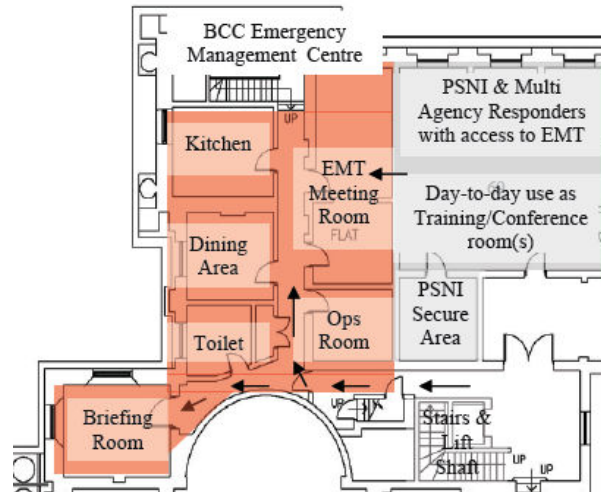 BCC Emergency
Management Centre
UP
Kitchen
PSNI & Multi
Agency Responders
with access to EMT
EMT
Meeting
Room
FLAT
Day-to-day use as
Training/Conference
room(s)
Dining
Area
PSNI
Secure
Area
Ops
Room
Toilet
Briefing
Room
UP
Stairs &
Lift
Shaft
UP
UP